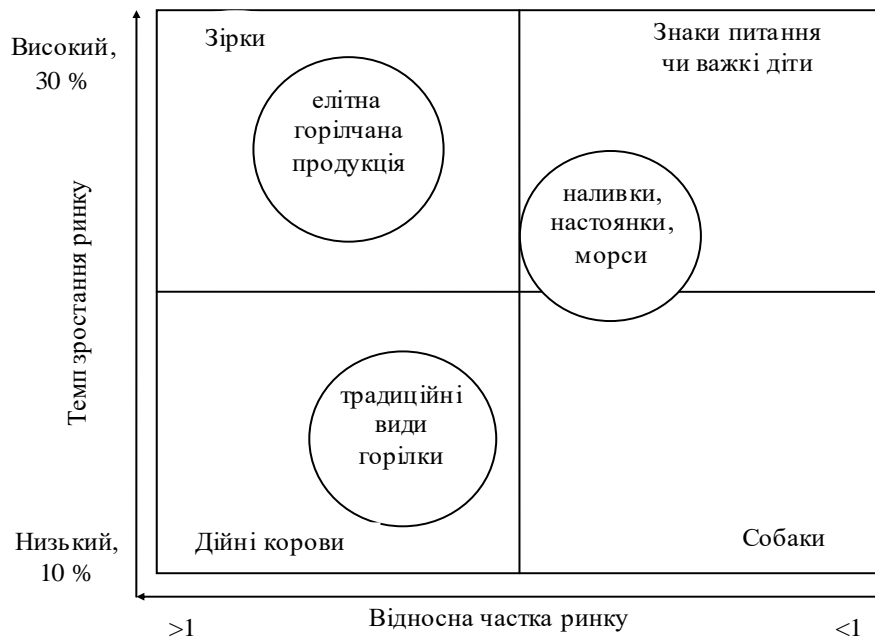 Високий,
30 %
Зірки
Знаки питання
чи важкі діти
елітна
горілчана
продукція
наливки,
настоянки,
морси
Темп зростання ринку
традиційні
види
горілки
Низький,
10 %
Дійні корови
Собаки
>1
Відносна частка ринку
<1